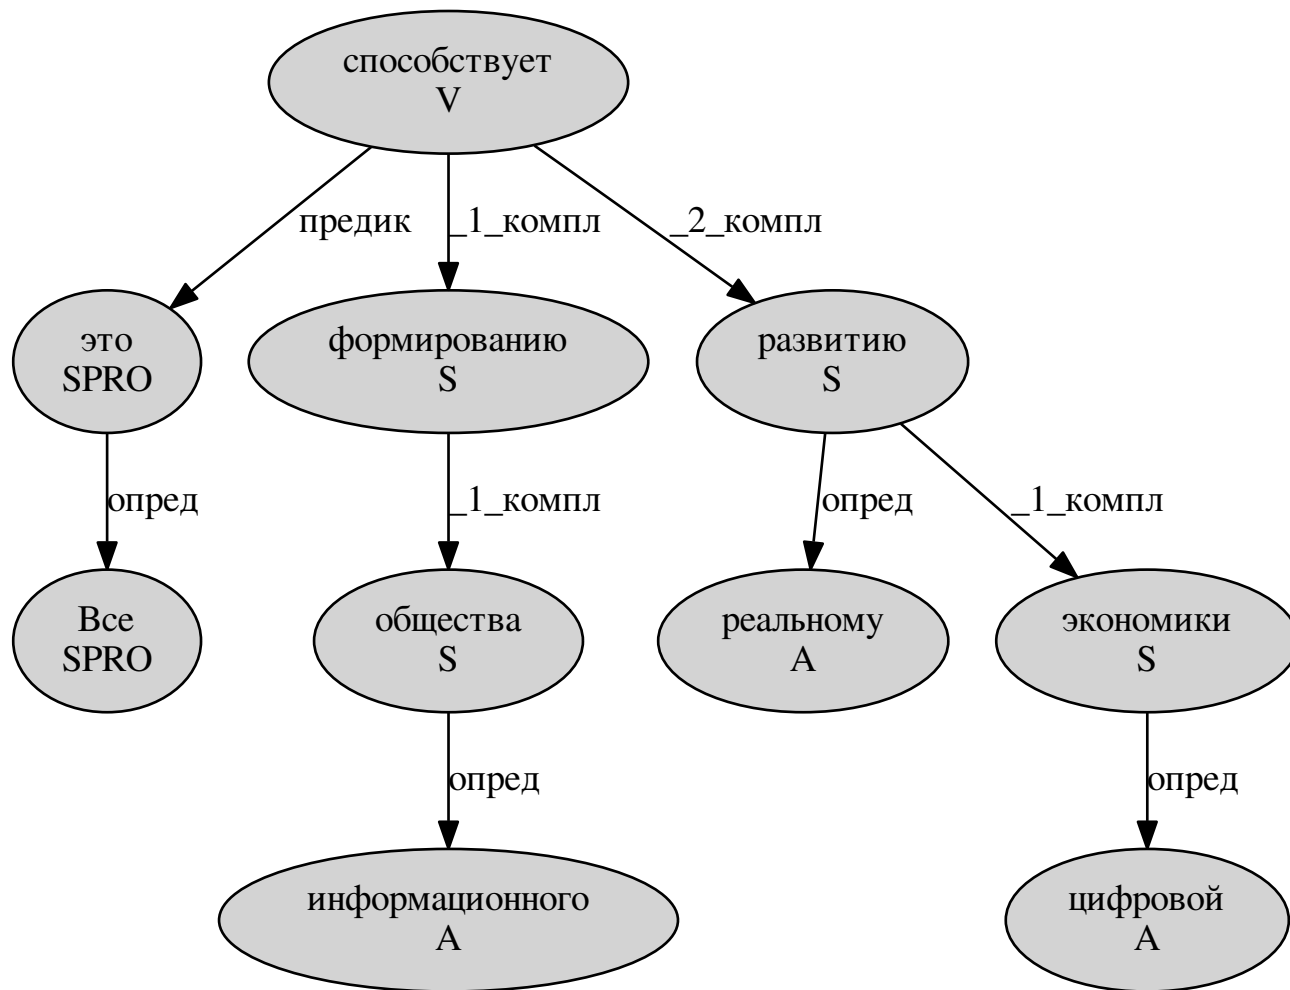 способствует
V
предик
_1_компл
_2_компл
это
SPRO
формированию
S
развитию
S
опред
_1_компл
опред
_1_компл
Все
SPRO
общества
S
реальному
A
экономики
S
опред
опред
информационного
A
цифровой
A